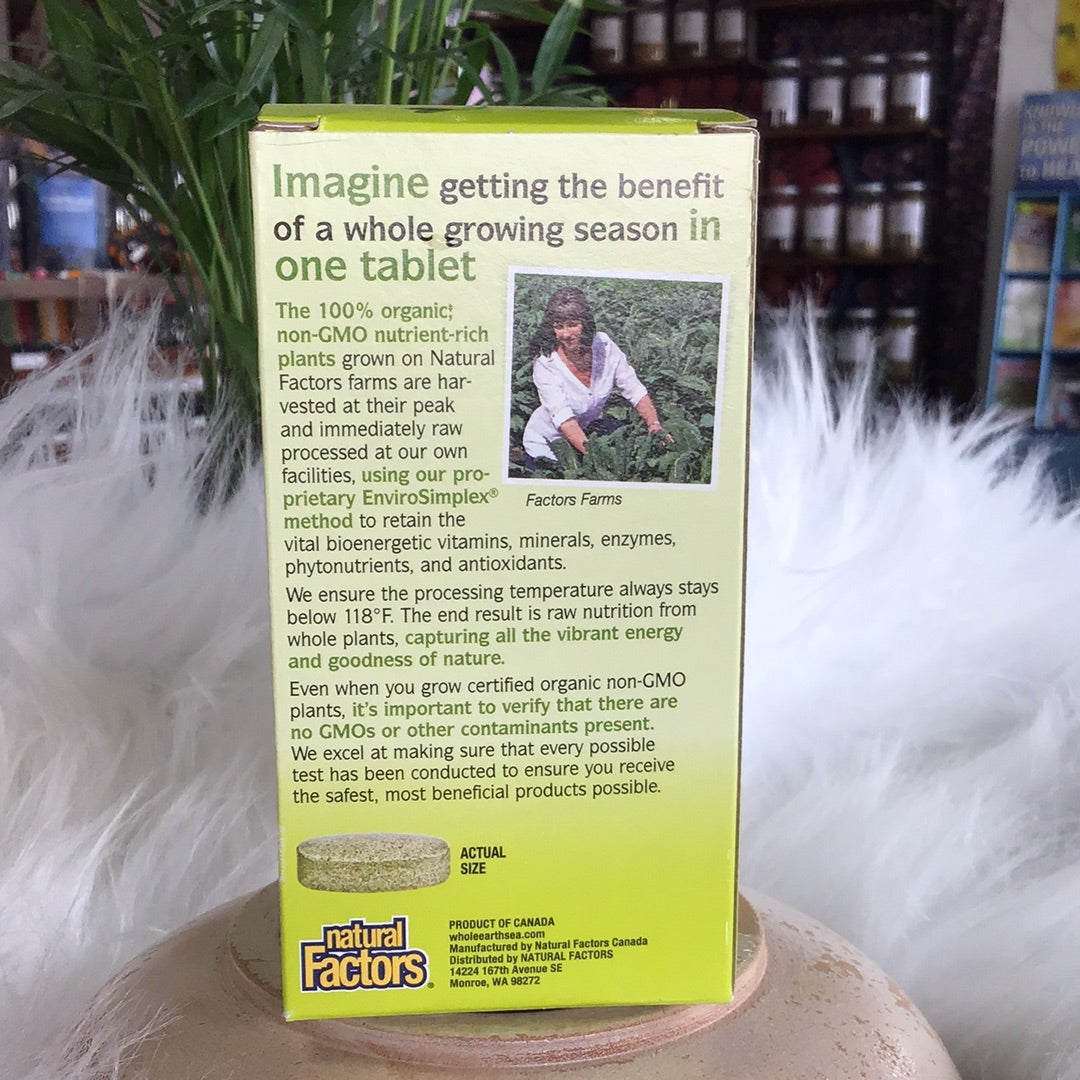 Imagine getting the benefit
of a whole growing season in
one tablet
The 100% organic‡
non-GMO nutrient-rich
plants grown on Natural
Factors farms are har-
vested at their peak
and immediately raw
processed at our own
facilities, using our pro-
prietary EnviroSimplex®
method to retain the
vital bioenergetic vitamins, minerals, enzymes,
phytonutrients, and antioxidants.
Factors Farms
We ensure the processing temperature always stays
below 118°F. The end result is raw nutrition from
whole plants, capturing all the vibrant energy
and goodness of nature.
Even when you grow certified organic non-GMO
plants, it's important to verify that there are
no GMOs or other contaminants present.
We excel at making sure that every possible
test has been conducted to ensure you receive
the safest, most beneficial products possible.
ACTUAL
SIZE
natural
Factors®
PRODUCT OF CANADA
wholeearthsea.com
Manufactured by Natural Factors Canada
Distributed by NATURAL FACTORS
14224 167th Avenue SE
Monroe, WA 98272
POWE